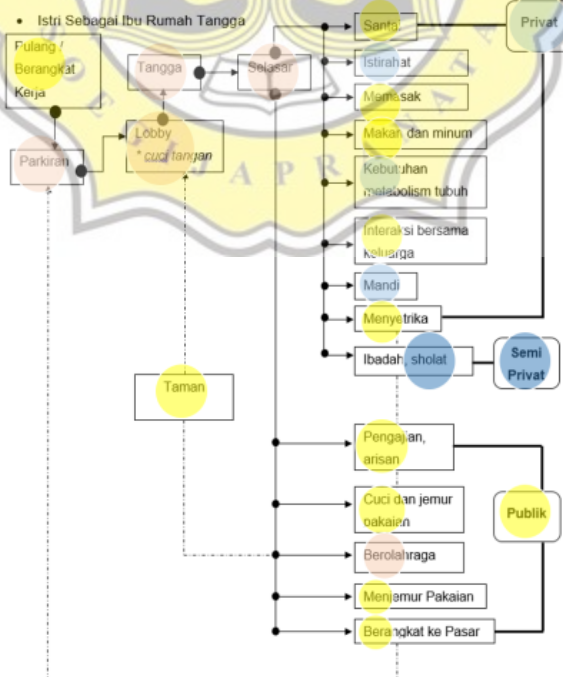 • Istri Sebagai Ibu Rumah Tangga
Pulang /
Berangkat
Kerja
Parkiran
Tangga
Selasar
Lobby
* cuci tangan
Santai
Istirahat
Memasak
Makan dan minum
Kebutuhan
metabolism tubuh
Interaksi bersama
keluarga
Mandi
Menyetrika
Ibadah, sholat
Privat
Semi
Privat
Taman
Pengajian,
arisan
Cuci dan jemur
pakaian
Berolahraga
Menjemur Pakaian
Berangkat ke Pasar
Publik
GIJAPRANATA